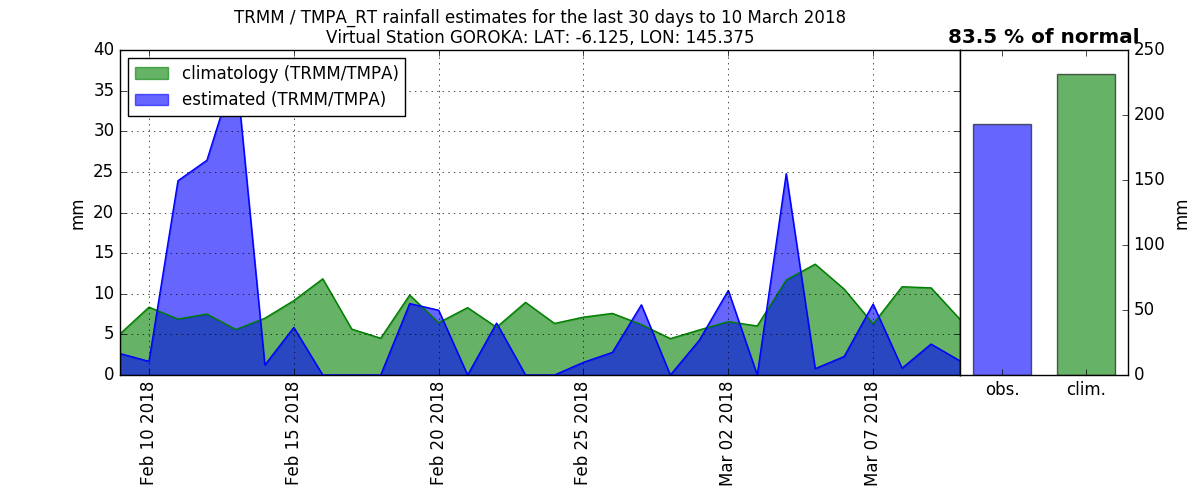 TRMM / TMPA_RT rainfall estimates for the last 30 days to 10 March 2018
Virtual Station GOROKA: LAT: -6.125, LON: 145.375
83.5 % of normal
climatology (TRMM/TMPA)
estimated (TRMM/TMPA)
40
35
30
25
20
15
10
5
0
mm
250
200
150
100
50
0
mm
obs.
clim.
Feb 10 2018
Feb 15 2018
Feb 20 2018
Feb 25 2018
Mar 02 2018
Mar 07 2018